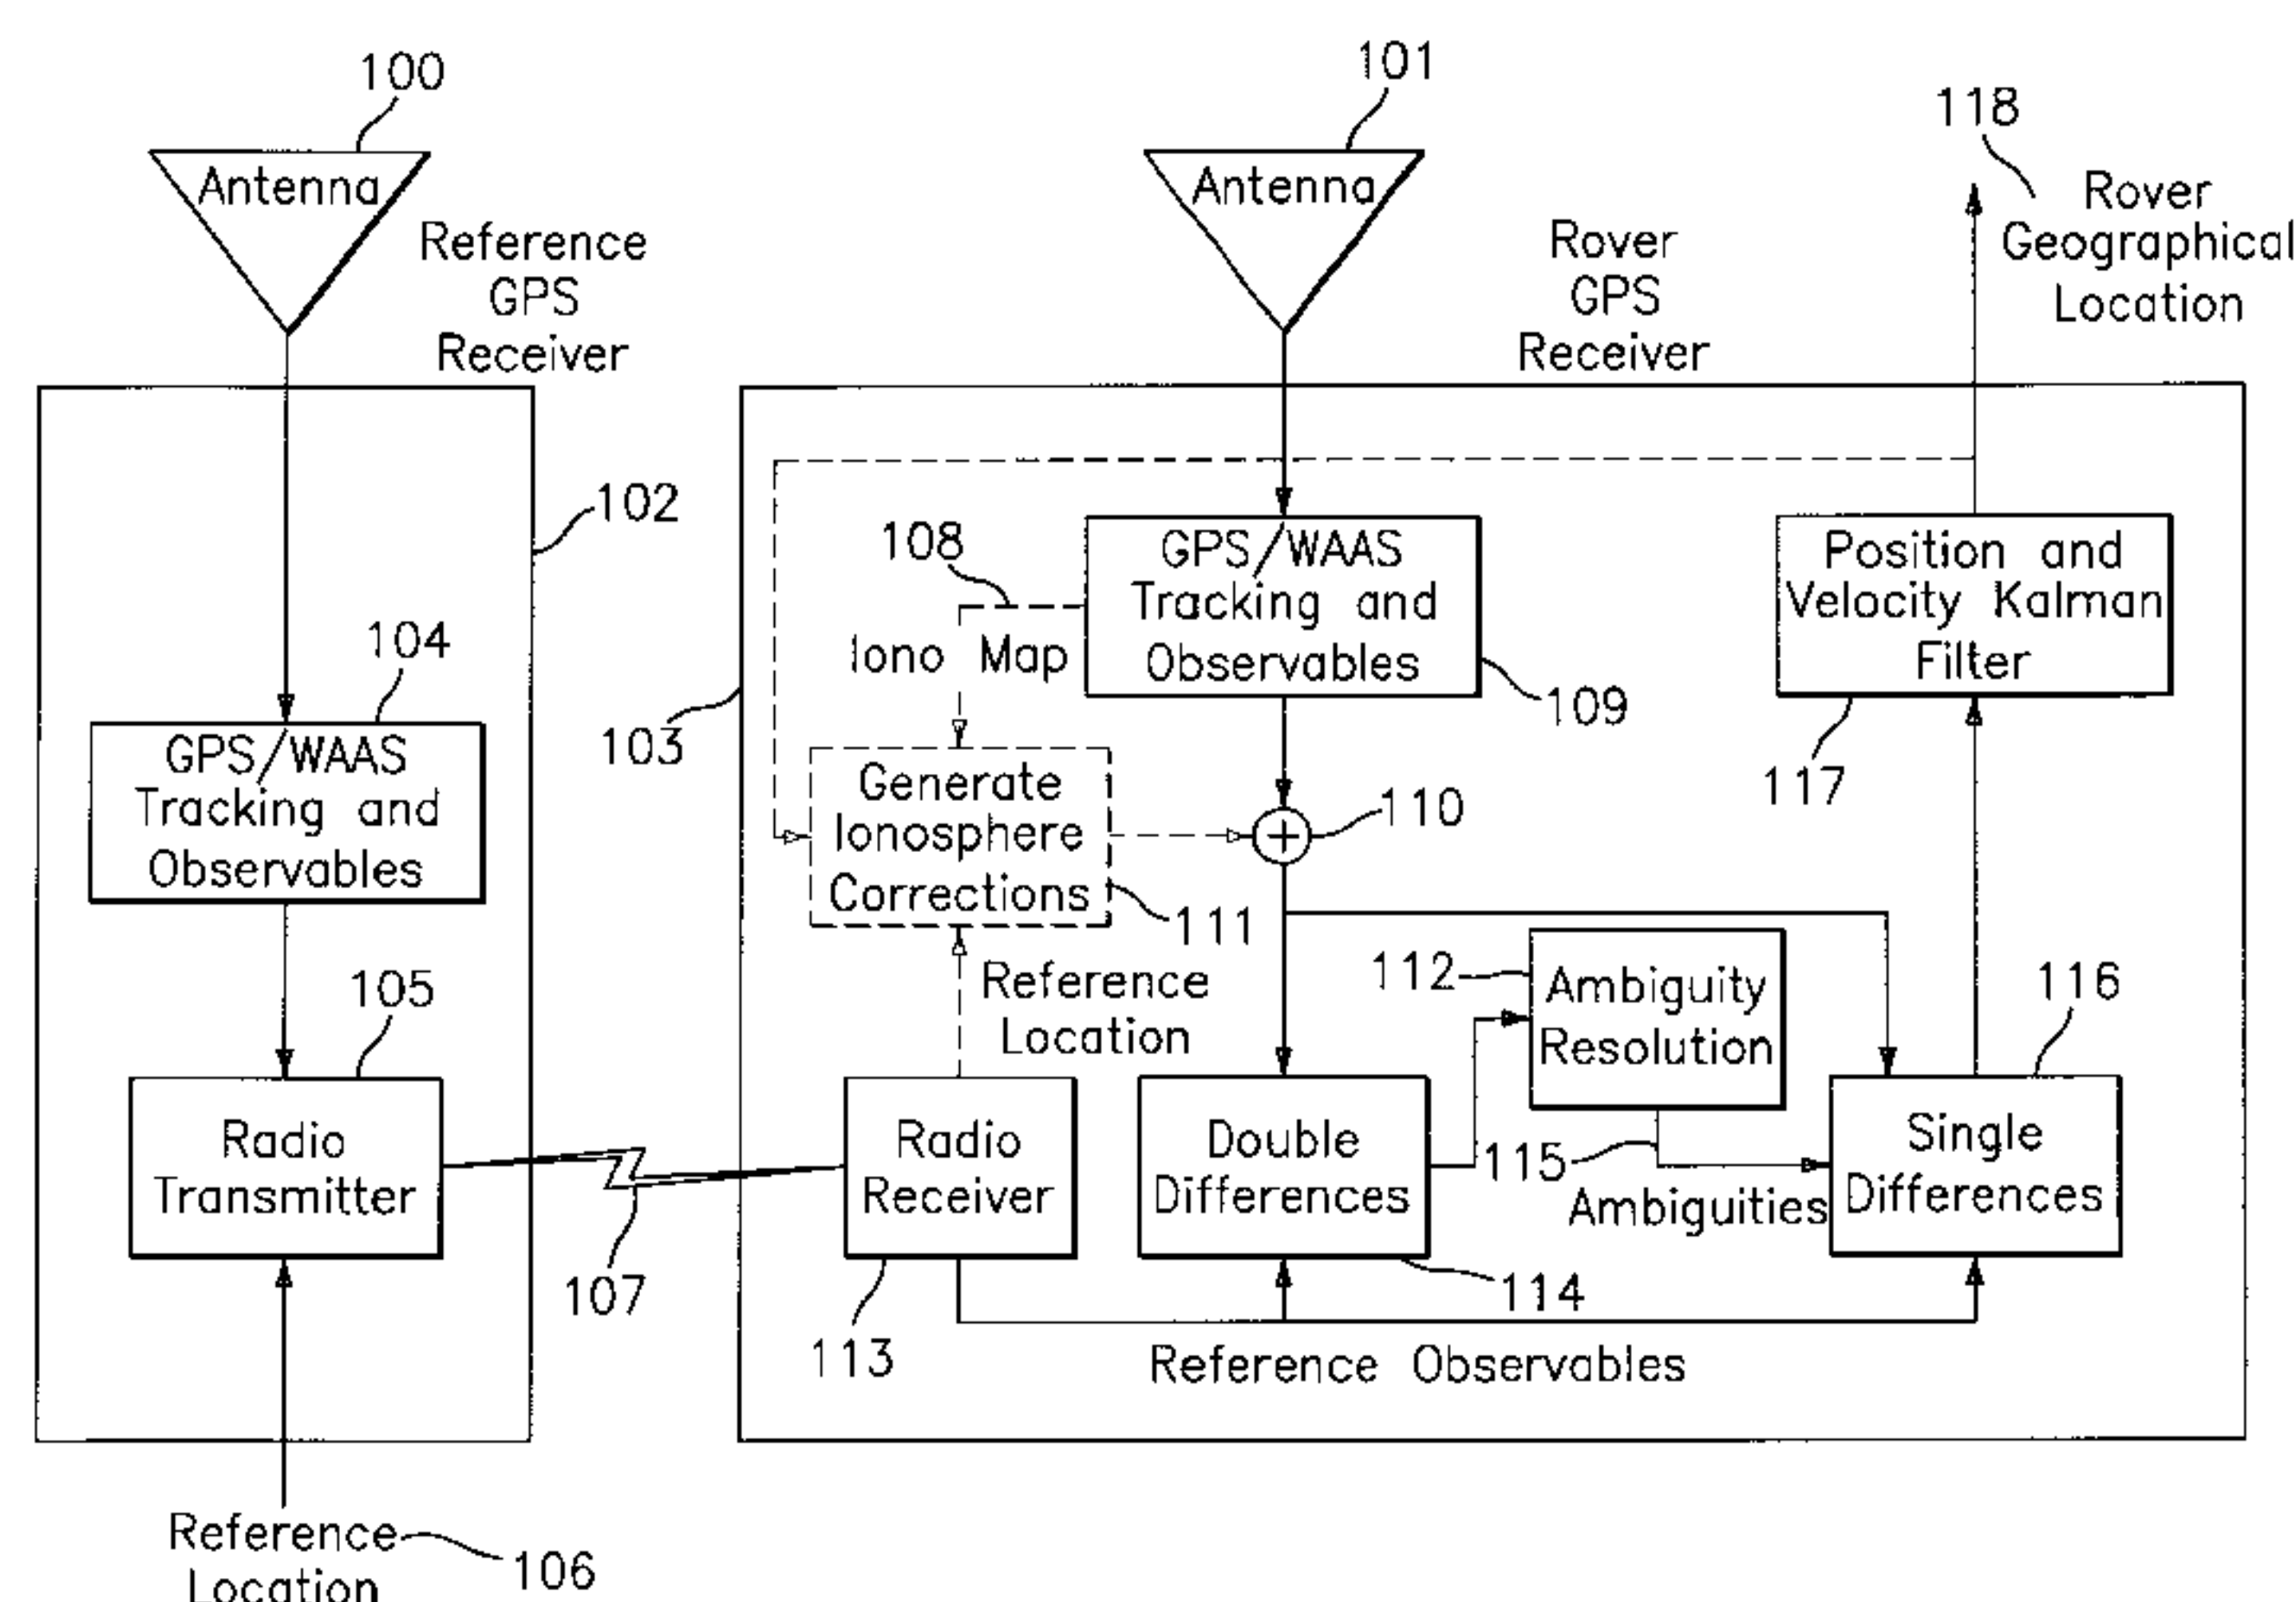 100
Antenna
Reference
GPS
Receiver
102
104
GPS/WAAS
Tracking and
Observables
105
Radio
Transmitter
107
Reference
Location
106
101
Antenna
Rover
GPS
Receiver
118
Rover
Geographical
Location
103
108
Iono Map
GPS/WAAS
Tracking and
Observables
109
Position and
Velocity Kalman
Filter
117
Generate
Ionosphere
Corrections
111
+
110
Reference
Location
112
Ambiguity
Resolution
116
Radio
Receiver
113
Double
Differences
114
115
Ambiguities
Single
Differences
Reference Observables